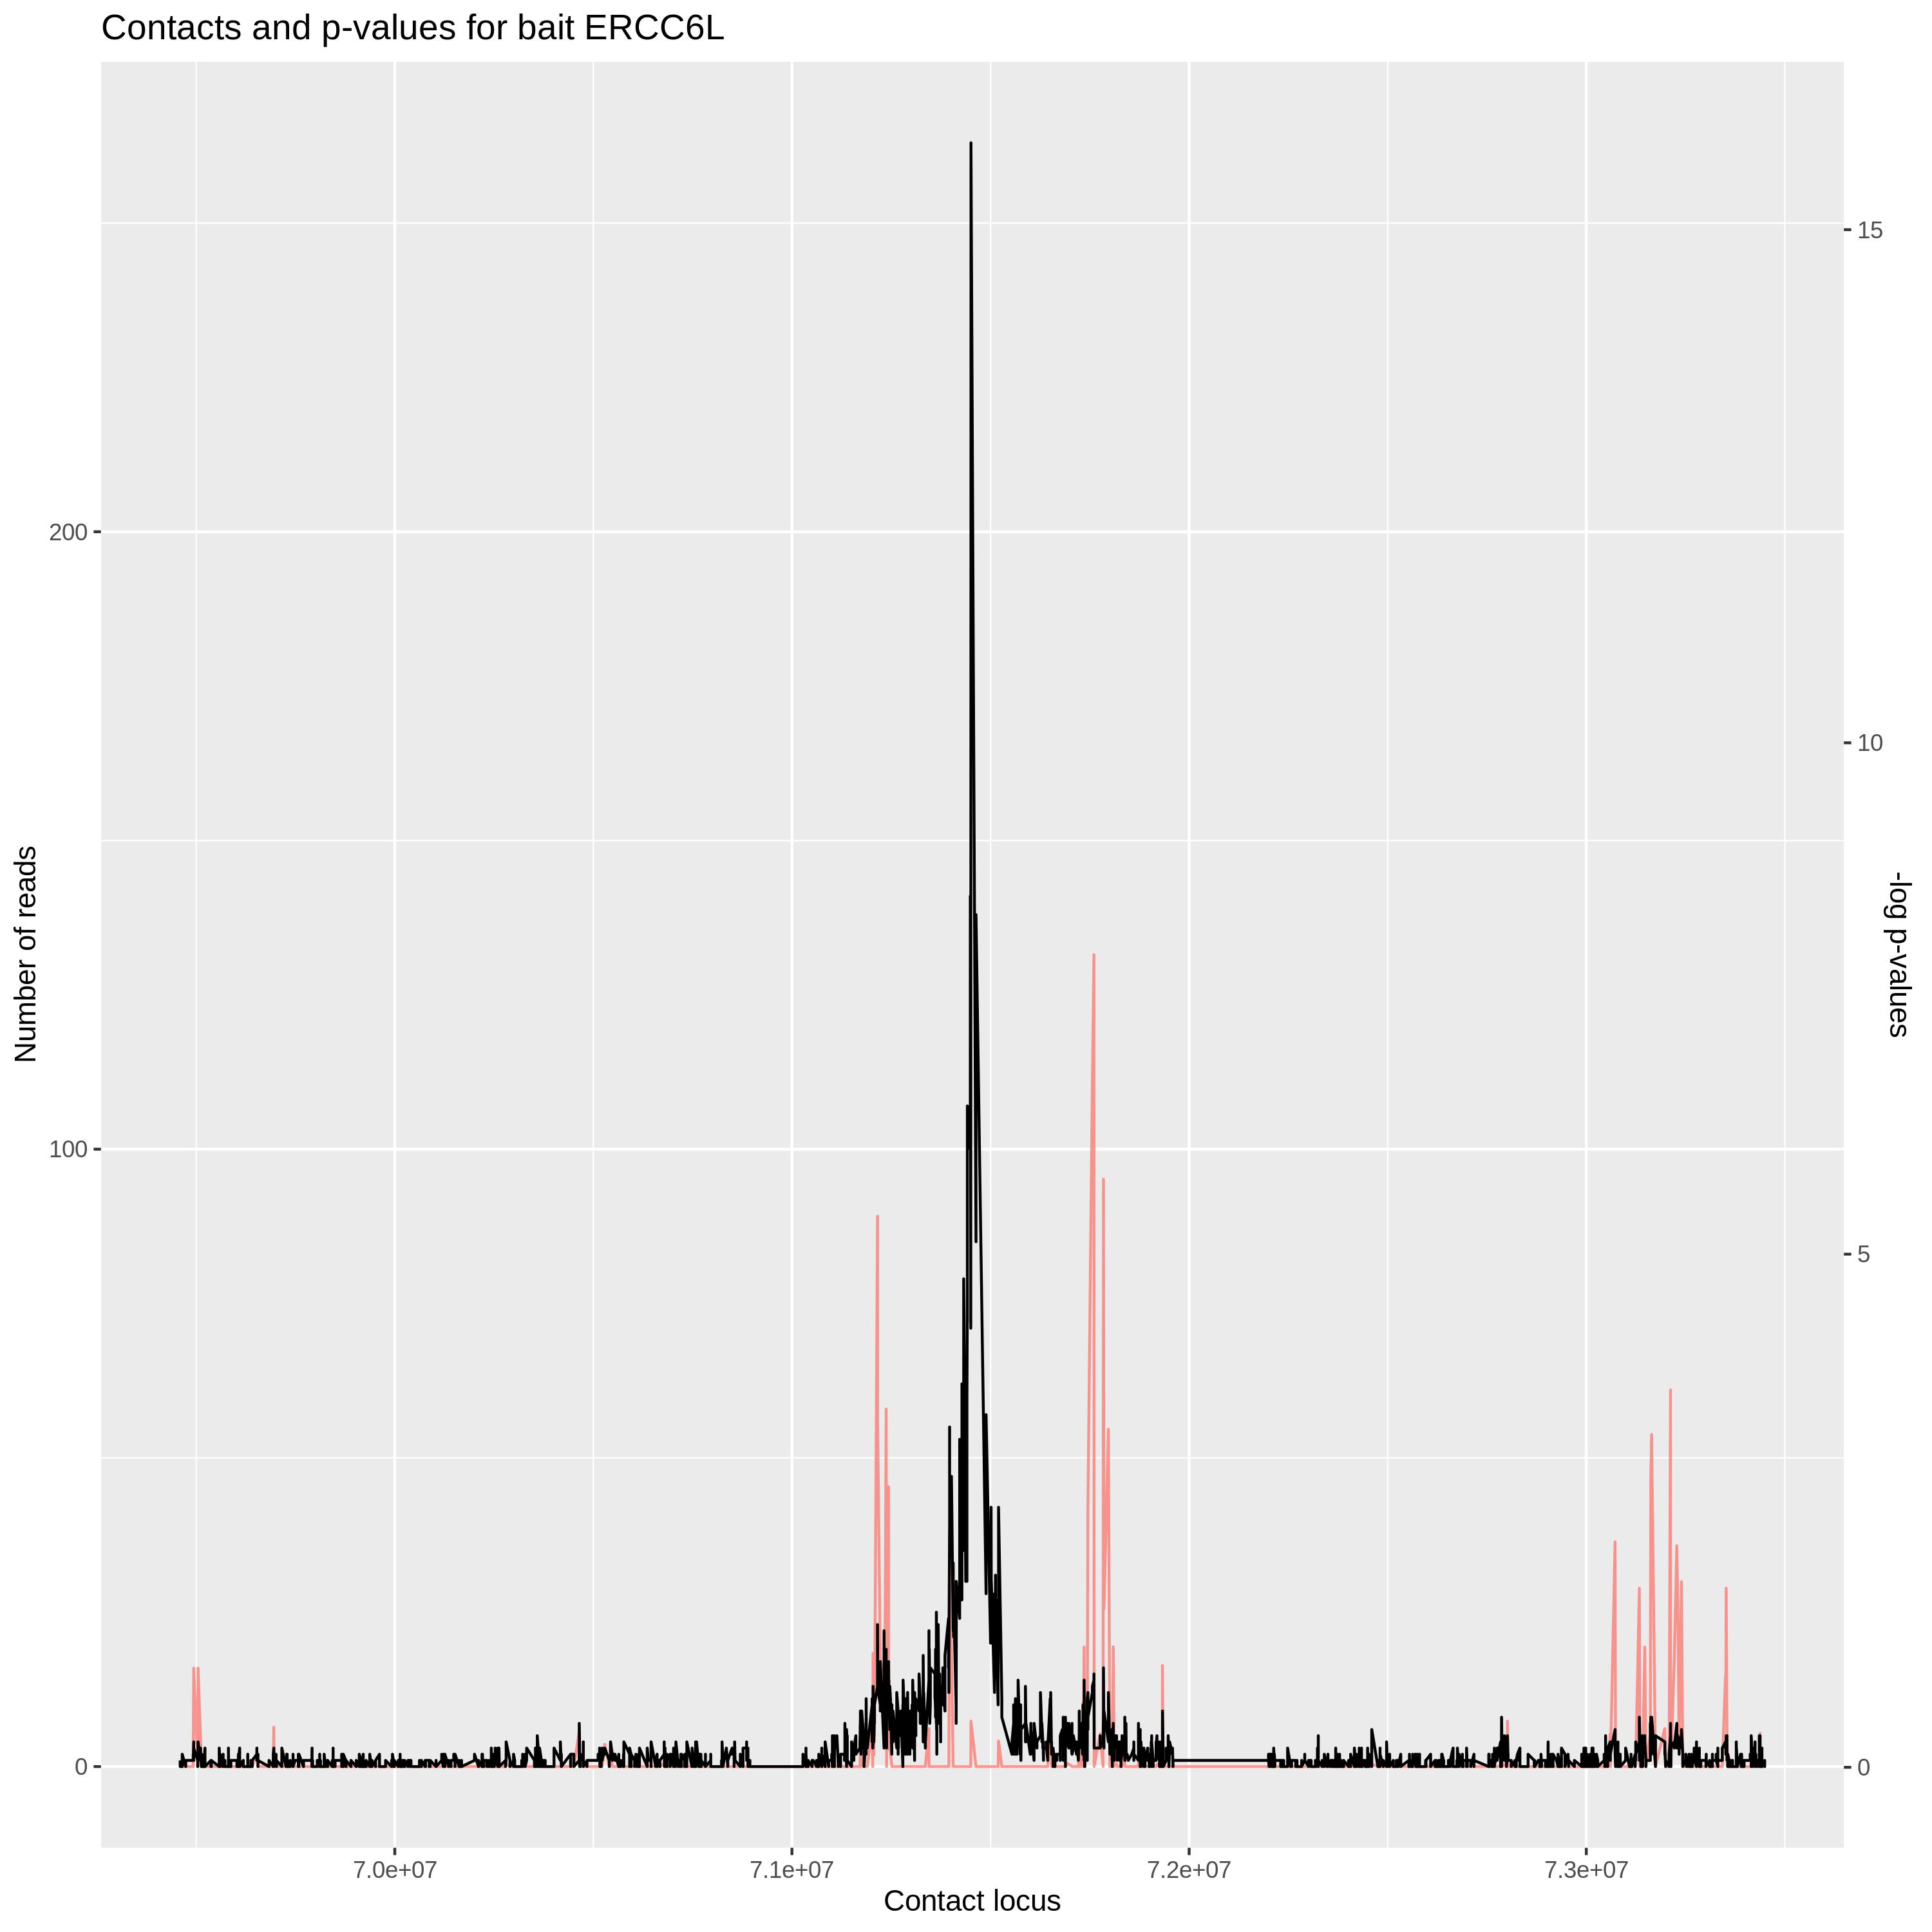 Contacts and p-values for bait ERCC6L
Number of reads
200
100
0
15
10
5
0
-log p-values
7.0e+07
7.1e+07
7.2e+07
7.3e+07
Contact locus